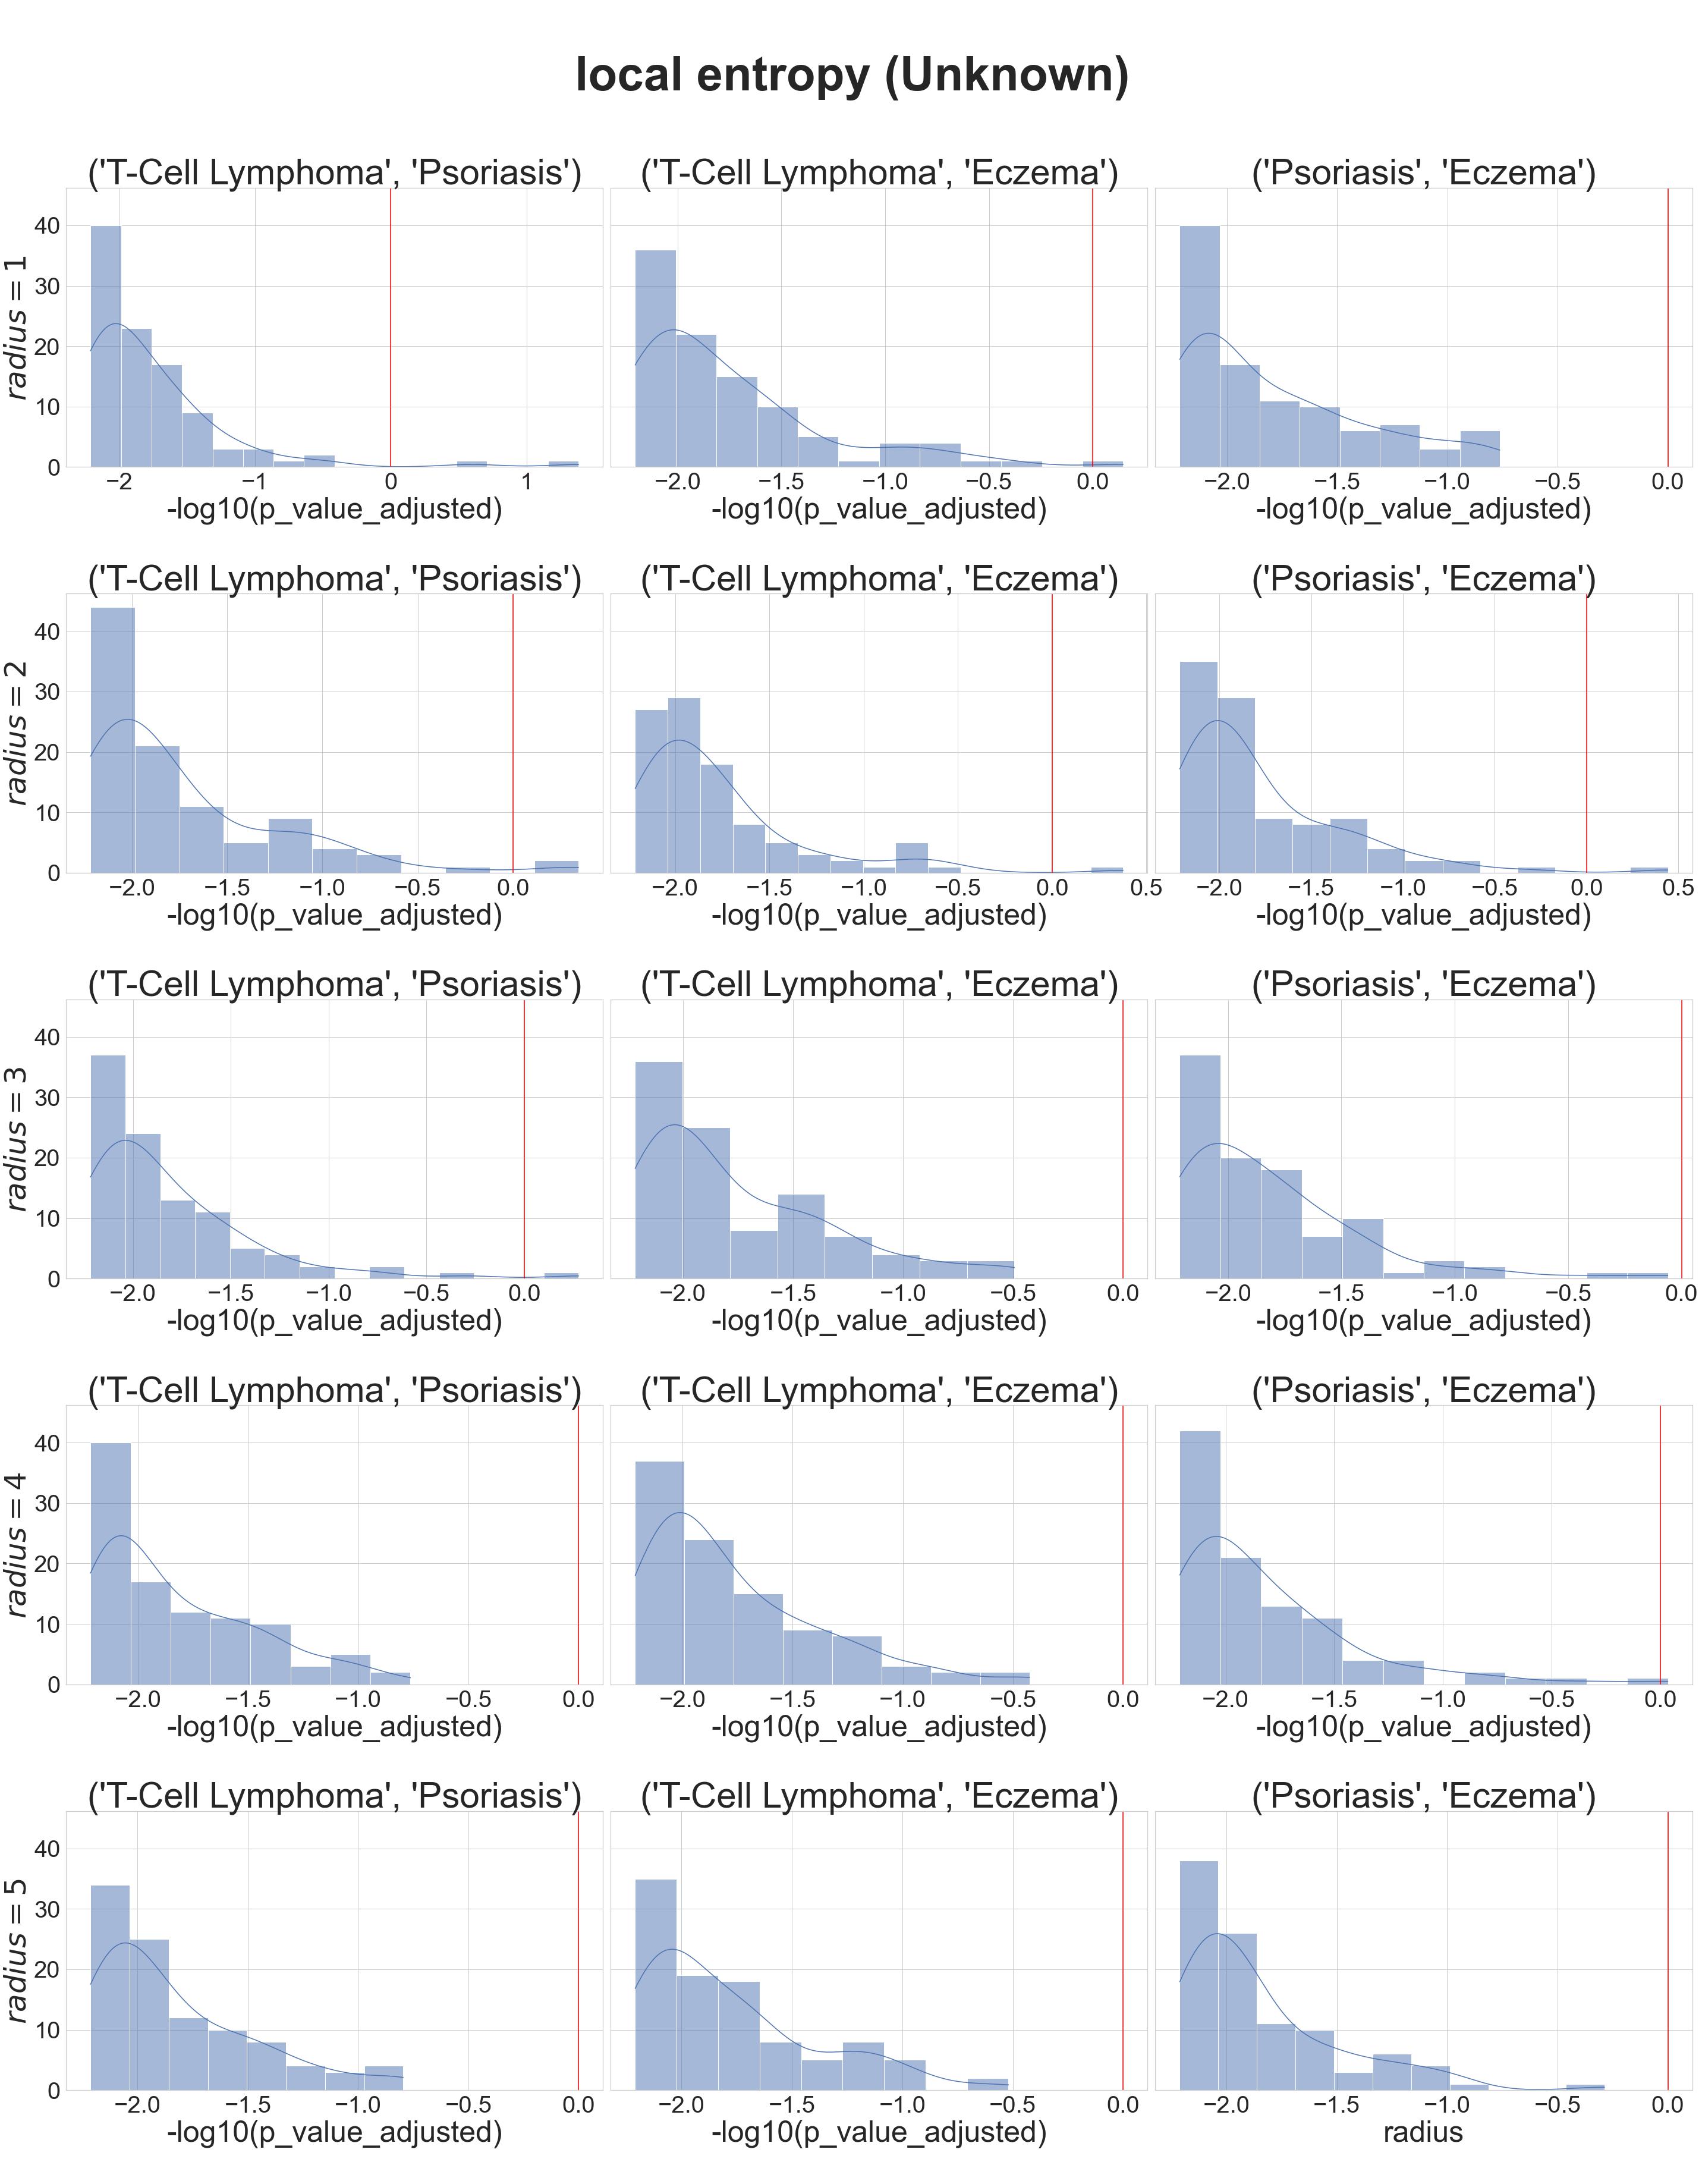 local entropy (Unknown)
('T-Cell Lymphoma', 'Psoriasis') ('T-Cell Lymphoma', 'Eczema') ('Psoriasis', 'Eczema')
radius = 1
40
30
20
10
0
−2 −1 0 1 −2.0 −1.5 −1.0 −0.5 0.0 −2.0 −1.5 −1.0 −0.5 0.0
-log10(p_value_adjusted) -log10(p_value_adjusted) -log10(p_value_adjusted)
('T-Cell Lymphoma', 'Psoriasis') ('T-Cell Lymphoma', 'Eczema') ('Psoriasis', 'Eczema')
radius = 2
40
30
20
10
0
−2.0 −1.5 −1.0 −0.5 0.0 −2.0 −1.5 −1.0 −0.5 0.0 0.5 −2.0 −1.5 −1.0 −0.5 0.0 0.5
-log10(p_value_adjusted) -log10(p_value_adjusted) -log10(p_value_adjusted)
('T-Cell Lymphoma', 'Psoriasis') ('T-Cell Lymphoma', 'Eczema') ('Psoriasis', 'Eczema')
radius = 3
40
30
20
10
0
−2.0 −1.5 −1.0 −0.5 0.0 −2.0 −1.5 −1.0 −0.5 0.0 −2.0 −1.5 −1.0 −0.5 0.0
-log10(p_value_adjusted) -log10(p_value_adjusted) -log10(p_value_adjusted)
('T-Cell Lymphoma', 'Psoriasis') ('T-Cell Lymphoma', 'Eczema') ('Psoriasis', 'Eczema')
radius = 4
40
30
20
10
0
−2.0 −1.5 −1.0 −0.5 0.0 −2.0 −1.5 −1.0 −0.5 0.0 −2.0 −1.5 −1.0 −0.5 0.0
-log10(p_value_adjusted) -log10(p_value_adjusted) -log10(p_value_adjusted)
('T-Cell Lymphoma', 'Psoriasis') ('T-Cell Lymphoma', 'Eczema') ('Psoriasis', 'Eczema')
radius = 5
40
30
20
10
0
−2.0 −1.5 −1.0 −0.5 0.0 −2.0 −1.5 −1.0 −0.5 0.0 −2.0 −1.5 −1.0 −0.5 0.0
-log10(p_value_adjusted) -log10(p_value_adjusted) radius